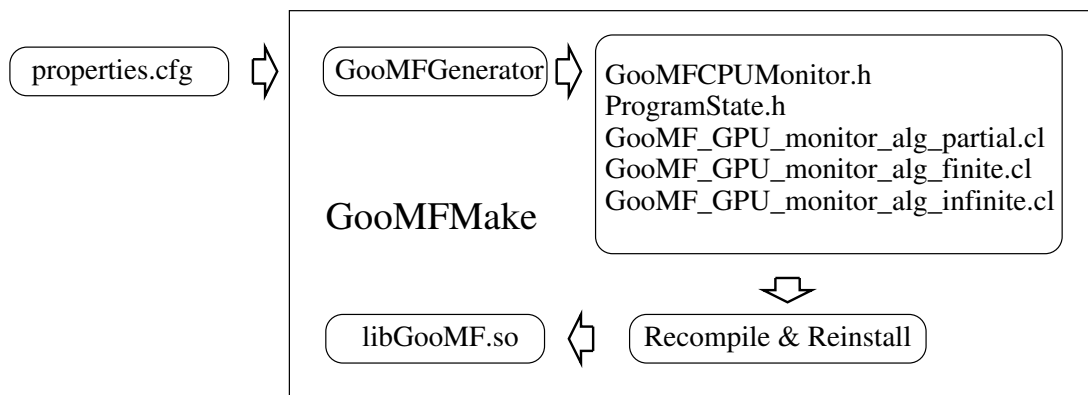 properties.cfg
GooMFGenerator
GooMFCPUMonitor.h
ProgramState.h
GooMF_GPU_monitor_alg_partial.cl
GooMF_GPU_monitor_alg_finite.cl
GooMF_GPU_monitor_alg_infinite.cl
GooMFMake
libGooMF.so
Recompile & Reinstall